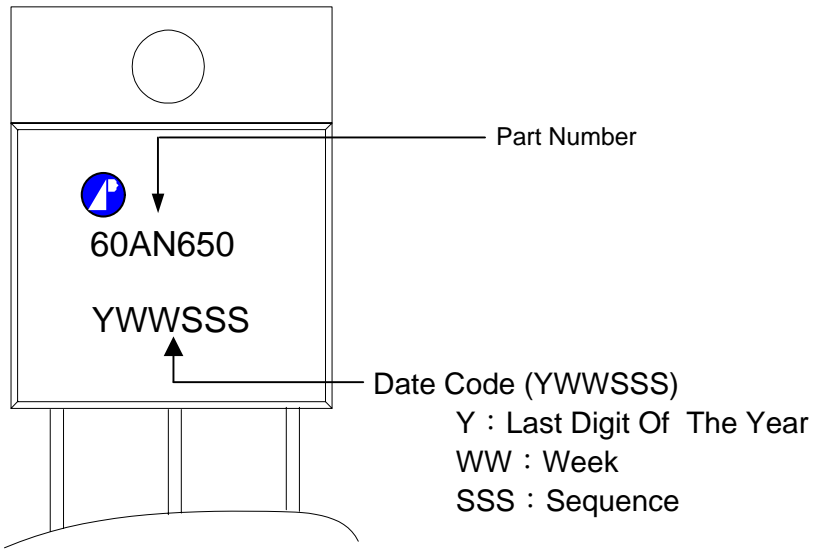 Part Number
60AN650
YWWSSS
Date Code (YWWSSS)
Y：Last Digit Of The Year
WW：Week
SSS：Sequence